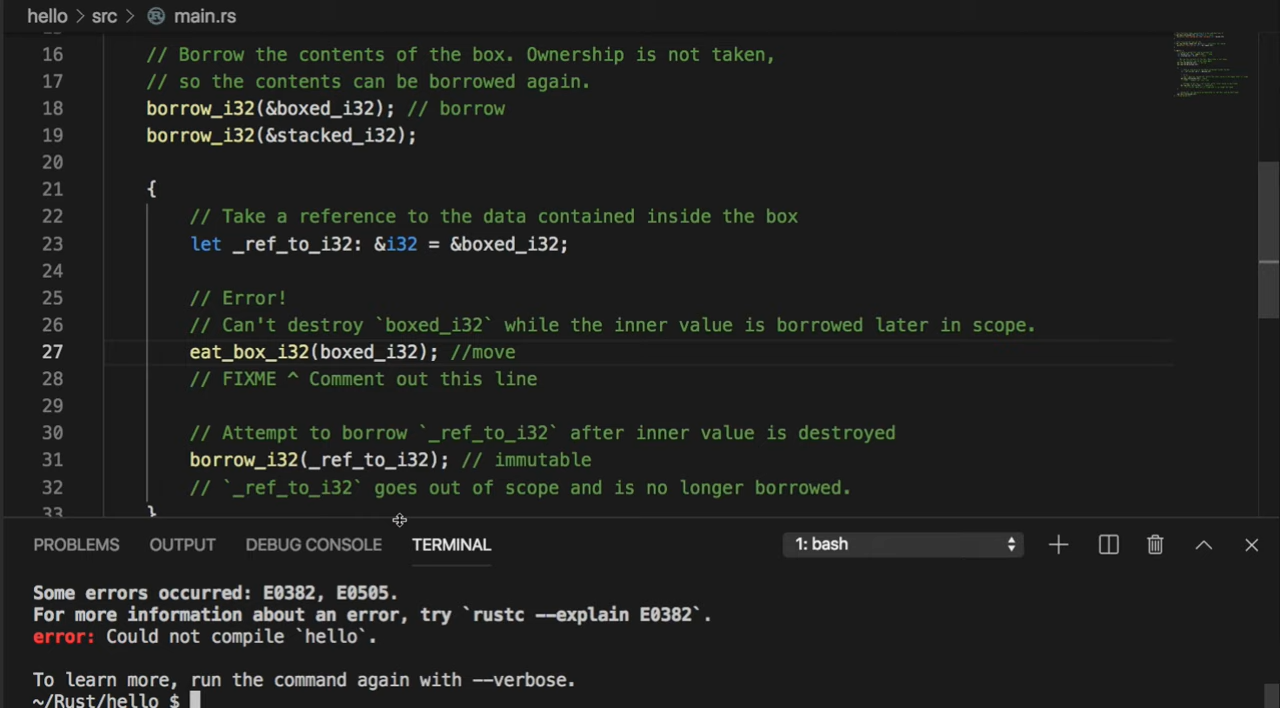 hello > src > main.rs
16 // Borrow the contents of the box. Ownership is not taken,
17 // so the contents can be borrowed again.
18 borrow_i32(&boxed_i32); // borrow
19 borrow_i32(&stacked_i32);
20
21 {
22 // Take a reference to the data contained inside the box
23 let _ref_to_i32: &i32 = &boxed_i32;
24
25 // Error!
26 // Can't destroy `boxed_i32` while the inner value is borrowed later in scope.
27 eat_box_i32(boxed_i32); //move
28 // FIXME ^ Comment out this line
29
30 // Attempt to borrow `_ref_to_i32` after inner value is destroyed
31 borrow_i32(_ref_to_i32); // immutable
32 // `_ref_to_i32` goes out of scope and is no longer borrowed.
33 }
PROBLEMS OUTPUT DEBUG CONSOLE TERMINAL 1: bash
Some errors occurred: E0382, E0505.
For more information about an error, try `rustc --explain E0382`.
error: Could not compile `hello`.
To learn more, run the command again with --verbose.
~/Rust/hello $